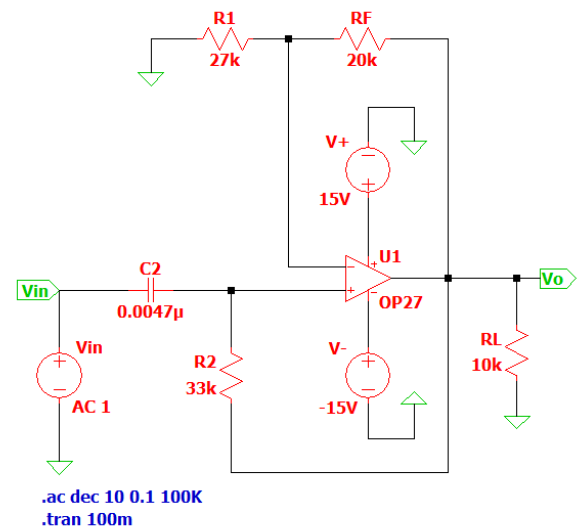 R1
RF
27k
20k
V+
15V
U1
C2
Vin
0.0047µ
OP27
Vo
Vin
R2
33k
V-
RL
10k
AC 1
-15V
.ac dec 10 0.1 100K
.tran 100m